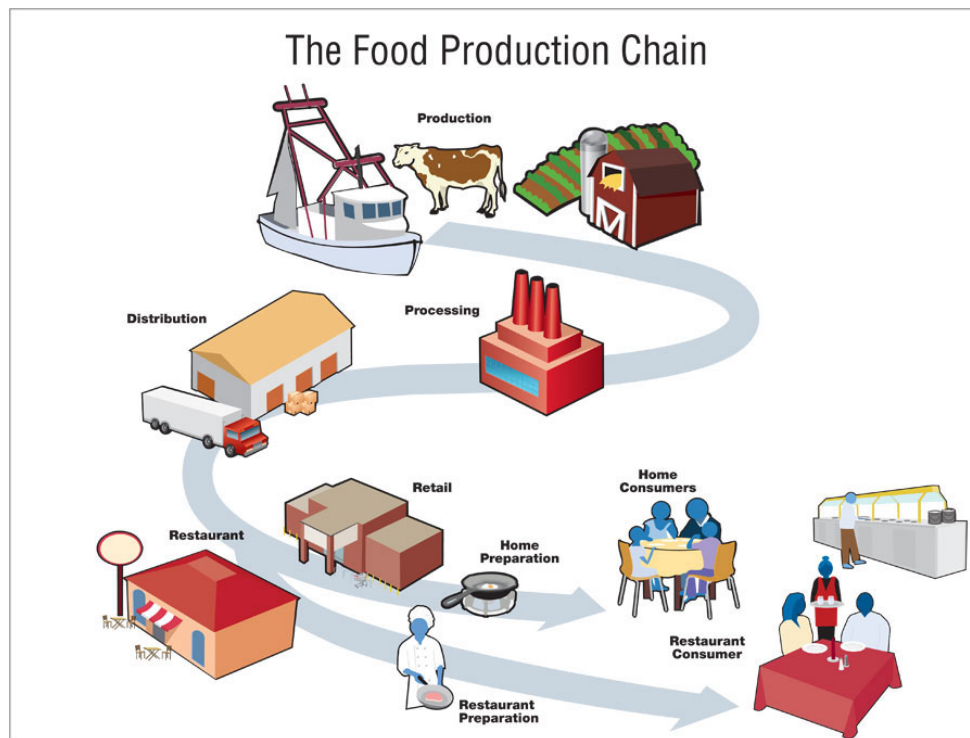 The Food Production Chain
Production
Processing
Distribution
Retail
Restaurant
Home
Preparation
Home
Consumers
Restaurant
Preparation
Restaurant
Consumer